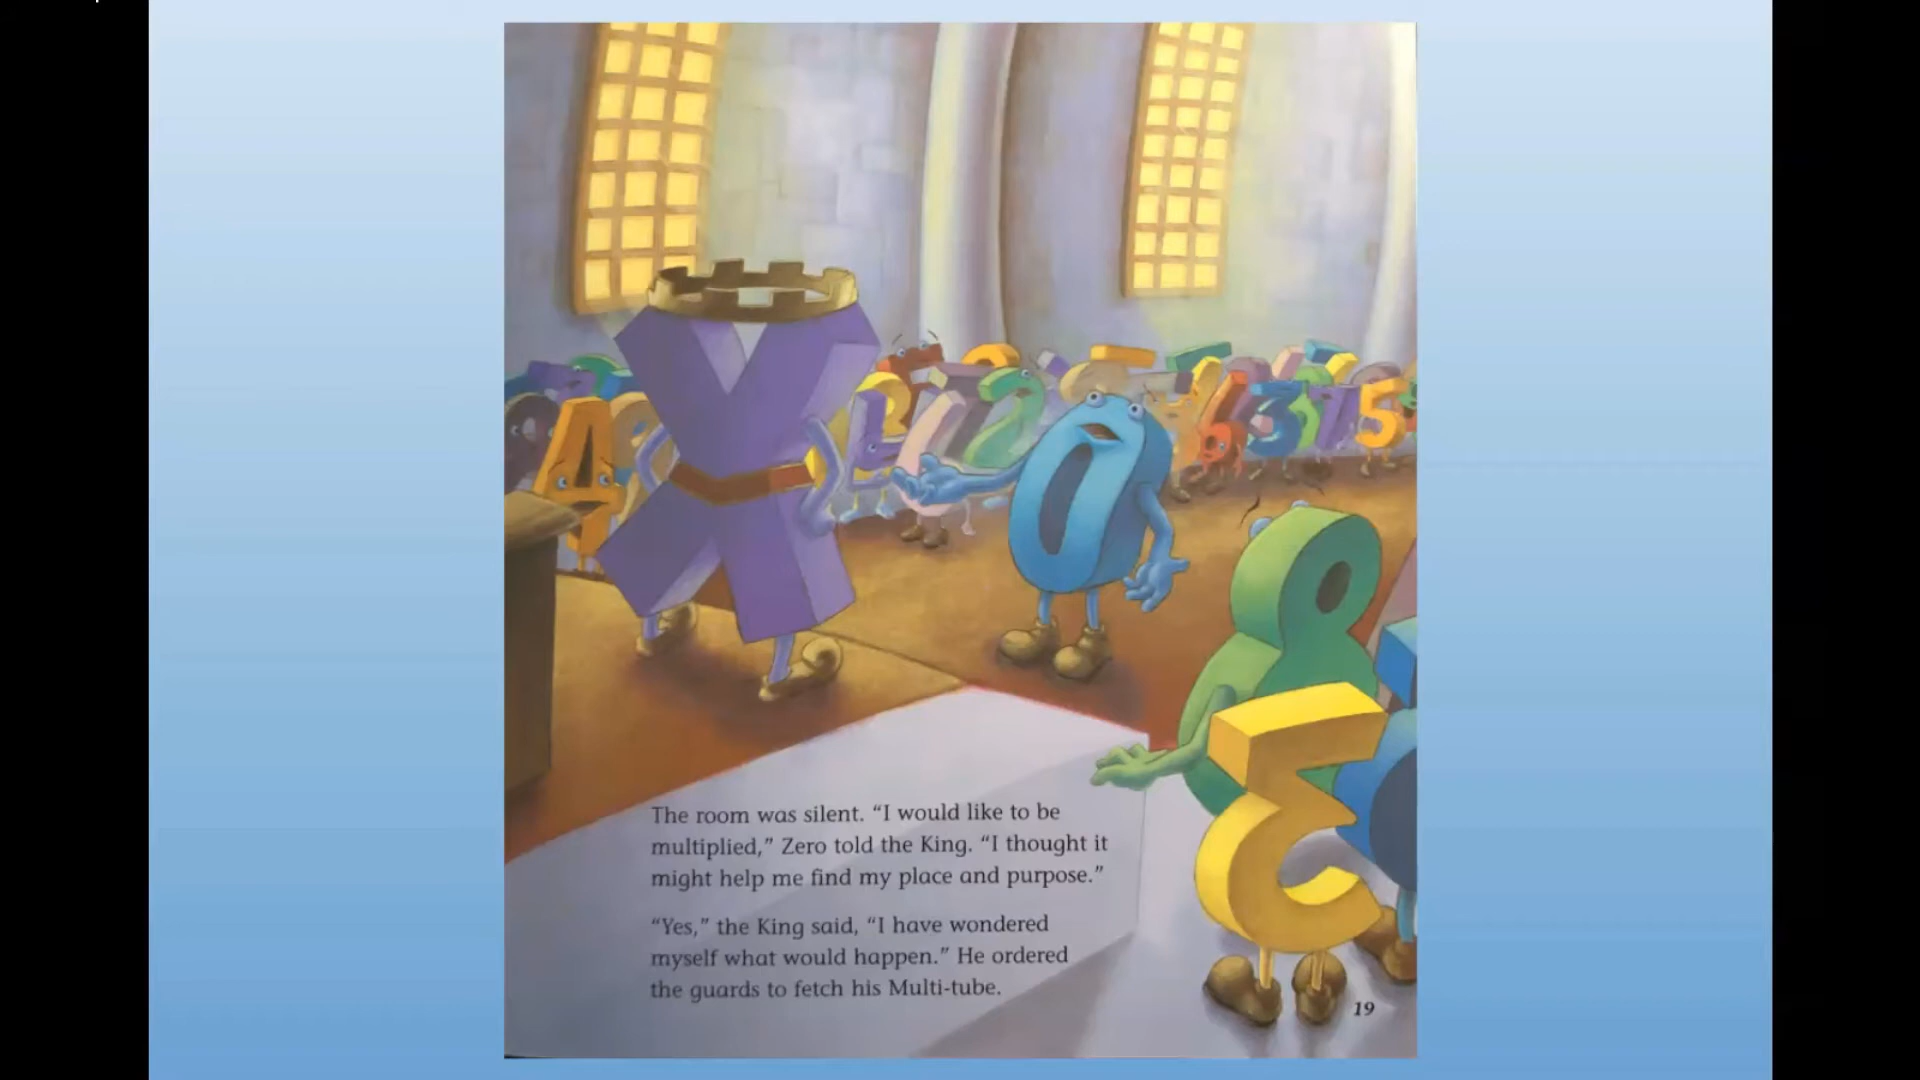 The room was silent. “I would like to be
multiplied,” Zero told the King. “I thought it
might help me find my place and purpose.”
“Yes,” the King said, “I have wondered
myself what would happen.” He ordered
the guards to fetch his Multi-tube.
19